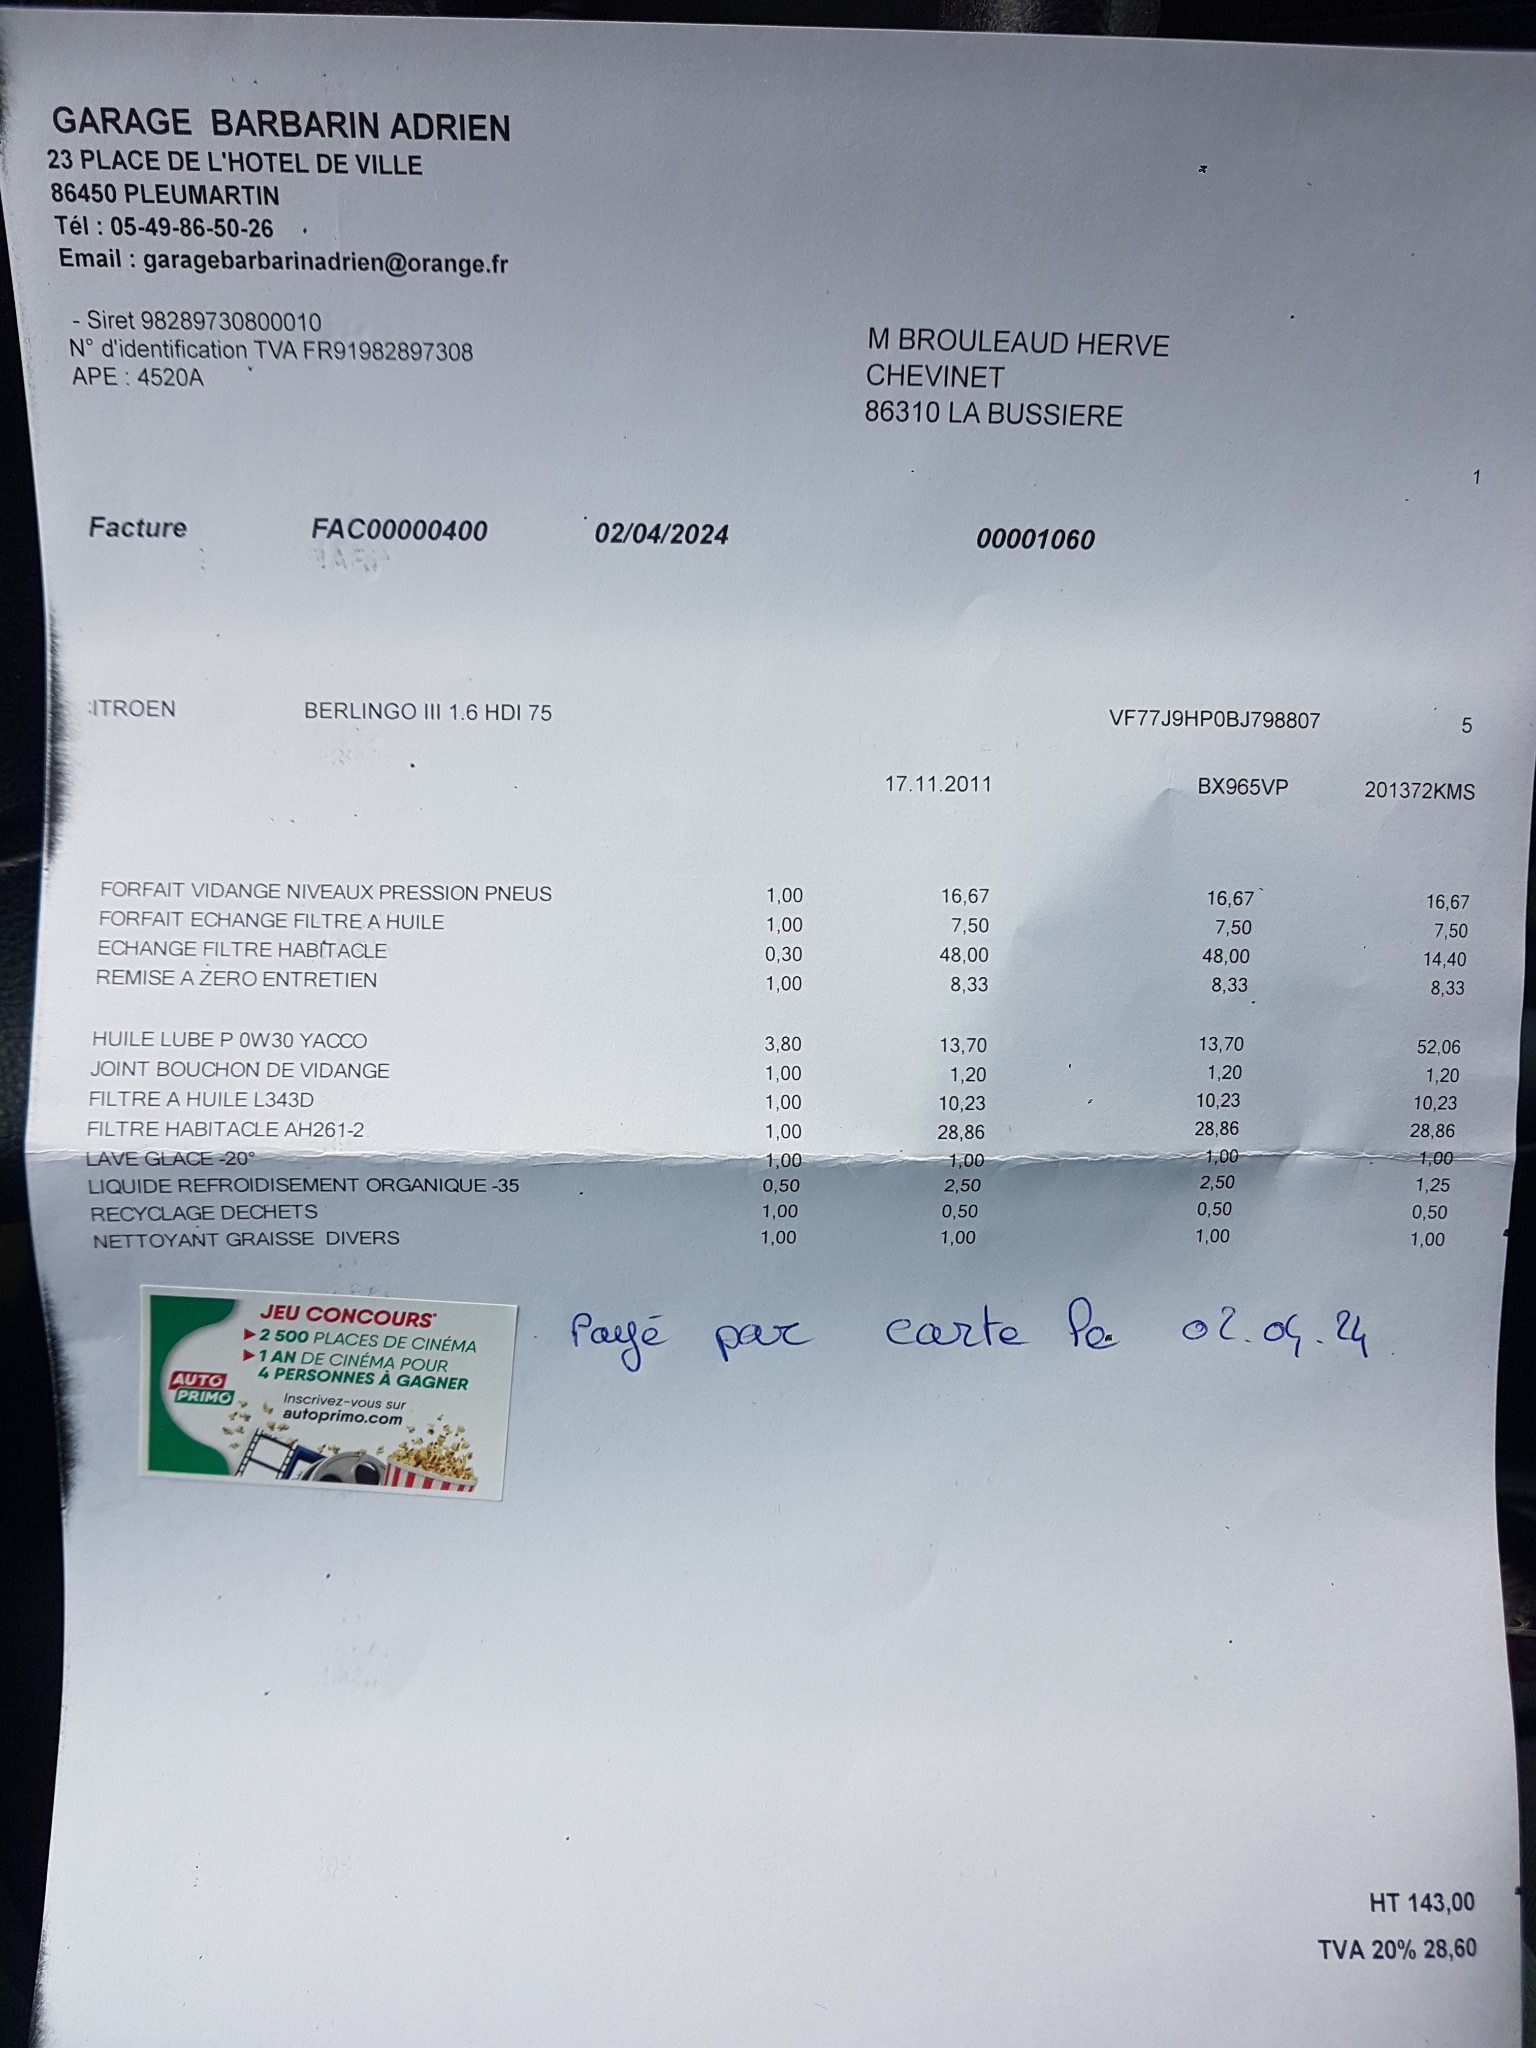 GARAGE BARBARIN ADRIEN
23 PLACE DE L'HOTEL DE VILLE
86450 PLEUMARTIN
Tél : 05-49-86-50-26
Email : garagebarbarinadrien@orange.fr
- Siret 98289730800010
N° d'identification TVA FR91982897308
APE : 4520A
M BROULEAUD HERVE
CHEVINET
86310 LA BUSSIERE
1
Facture FAC00000400 02/04/2024 00001060
CITROEN BERLINGO III 1.6 HDI 75 VF77J9HP0BJ798807 5
17.11.2011 BX965VP 201372KMS
FORFAIT VIDANGE NIVEAUX PRESSION PNEUS 1,00 16,67 16,67 16,67
FORFAIT ECHANGE FILTRE A HUILE 1,00 7,50 7,50 7,50
ECHANGE FILTRE HABITACLE 0,30 48,00 48,00 14,40
REMISE A ZERO ENTRETIEN 1,00 8,33 8,33 8,33
HUILE LUBE P 0W30 YACCO 3,80 13,70 13,70 52,06
JOINT BOUCHON DE VIDANGE 1,00 1,20 1,20 1,20
FILTRE A HUILE L343D 1,00 10,23 10,23 10,23
FILTRE HABITACLE AH261-2 1,00 28,86 28,86 28,86
LAVE GLACE -20° 1,00 1,00 1,00 1,00
LIQUIDE REFROIDISEMENT ORGANIQUE -35 0,50 2,50 2,50 1,25
RECYCLAGE DECHETS 1,00 0,50 0,50 0,50
NETTOYANT GRAISSE DIVERS 1,00 1,00 1,00 1,00
JEU CONCOURS*
2 500 PLACES DE CINÉMA
1 AN DE CINÉMA POUR
4 PERSONNES À GAGNER
AUTO
PRIMO
Inscrivez-vous sur
autoprimo.com
Payé par carte le 02.04.24
HT 143,00
TVA 20% 28,60